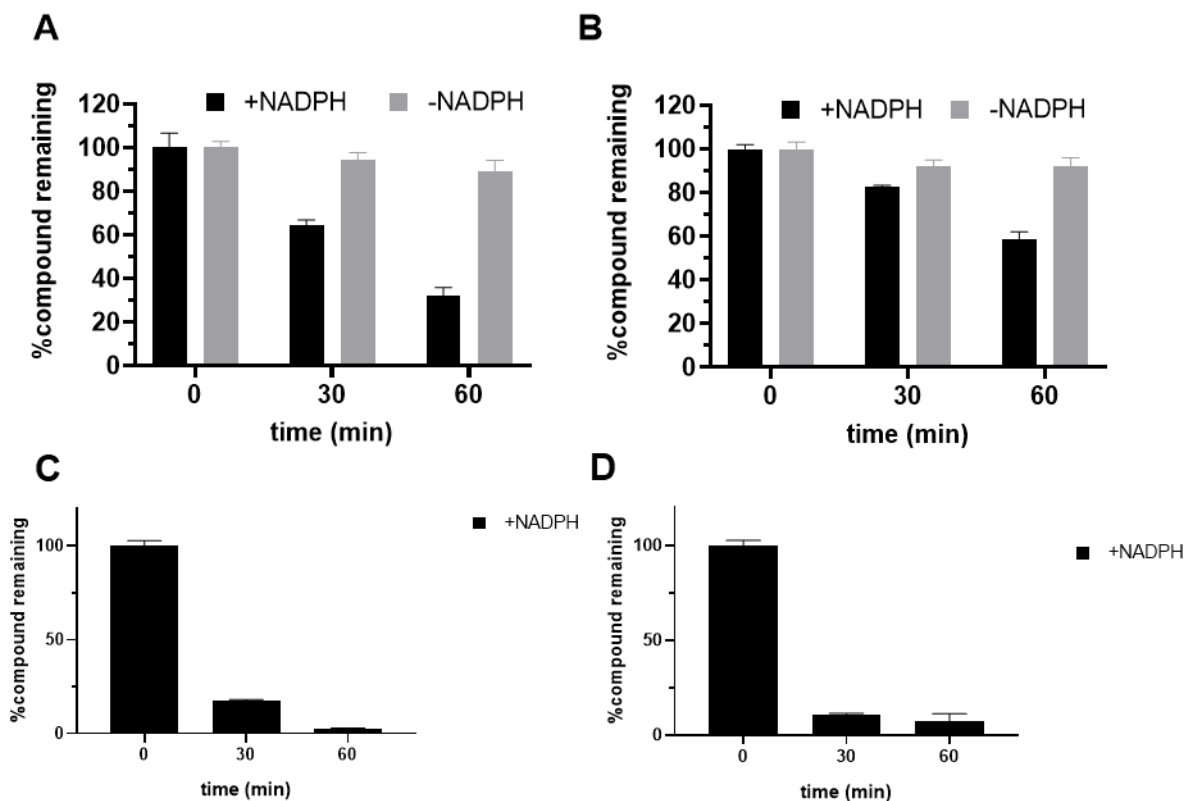 A
+NADPH -NADPH
120
100
80
60
40
20
0
%compound remaining
0 30 60
time (min)
B
+NADPH -NADPH
120
100
80
60
40
20
0
%compound remaining
0 30 60
time (min)
C
+NADPH
100
50
0
%compound remaining
0 30 60
time (min)
D
+NADPH
100
50
0
%compound remaining
0 30 60
time (min)